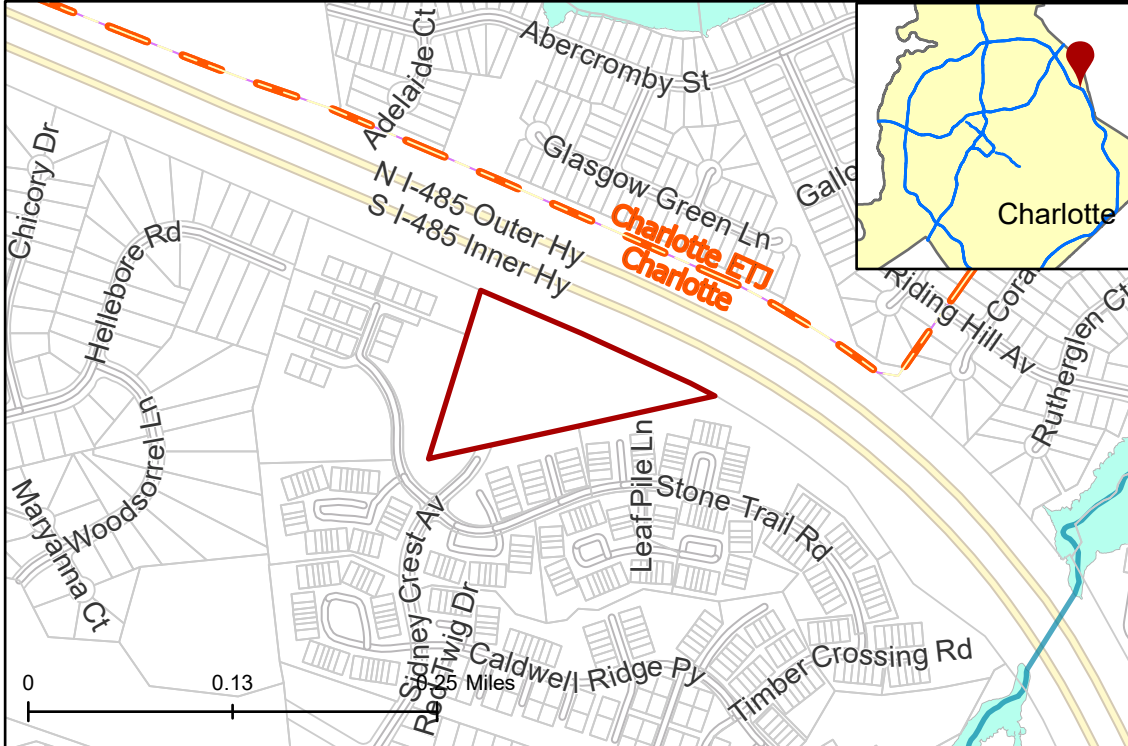 Adelaide Ct
Abercromby St
Charlotte
Chicory Dr
Glasgow Green Ln
Gallo
N I-485 Outer Hy
S I-485 Inner Hy
Charlotte ETJ
Charlotte
Hellebore Rd
Riding Hill Av
Cora
Rutherglen Ct
Woodsorrel Ln
Maryanna Ct
Leaf Pile Ln
Stone Trail Rd
Sidney Crest Av
Red Twig Dr
Caldwell Ridge Py
Timber Crossing Rd
0 0.13 0.25 Miles